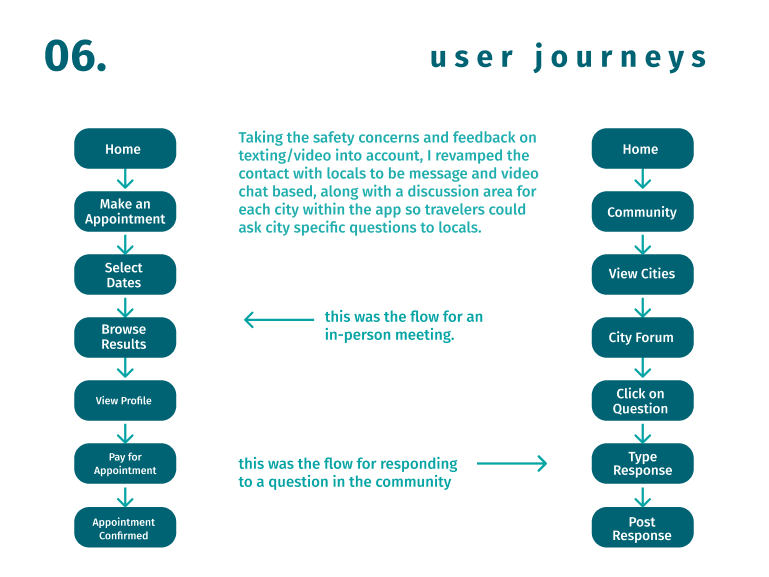 06.
user journeys
Home
Make an
Appointment
Select
Dates
Browse
Results
View Profile
Pay for
Appointment
Appointment
Confirmed
Taking the safety concerns and feedback on
texting/video into account, I revamped the
contact with locals to be message and video
chat based, along with a discussion area for
each city within the app so travelers could
ask city specific questions to locals.
this was the flow for an
in-person meeting.
this was the flow for responding
to a question in the community
Home
Community
View Cities
City Forum
Click on
Question
Type
Response
Post
Response